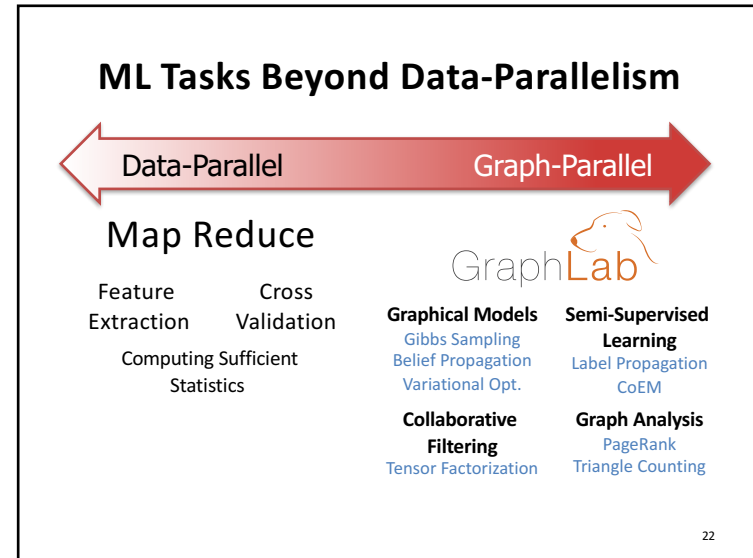 ML Tasks Beyond Data-Parallelism
Data-Parallel
Graph-Parallel
Map Reduce
Feature
Extraction
Cross
Validation
Computing Sufficient
Statistics
GraphLab
Graphical Models
Gibbs Sampling
Belief Propagation
Variational Opt.
Semi-Supervised
Learning
Label Propagation
CoEM
Collaborative
Filtering
Tensor Factorization
Graph Analysis
PageRank
Triangle Counting
22